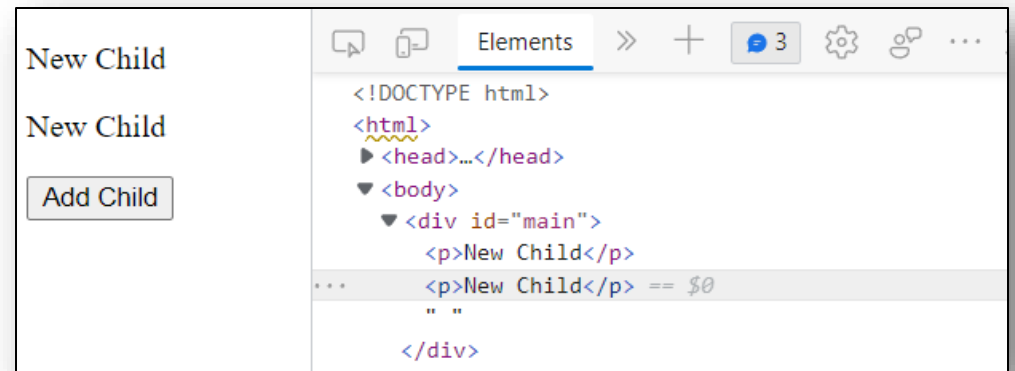 New Child
New Child
Add Child
Elements
3
<!DOCTYPE html>
<html>
<head>…</head>
<body>
<div id="main">
<p>New Child</p>
... <p>New Child</p> == $0
" "
</div>